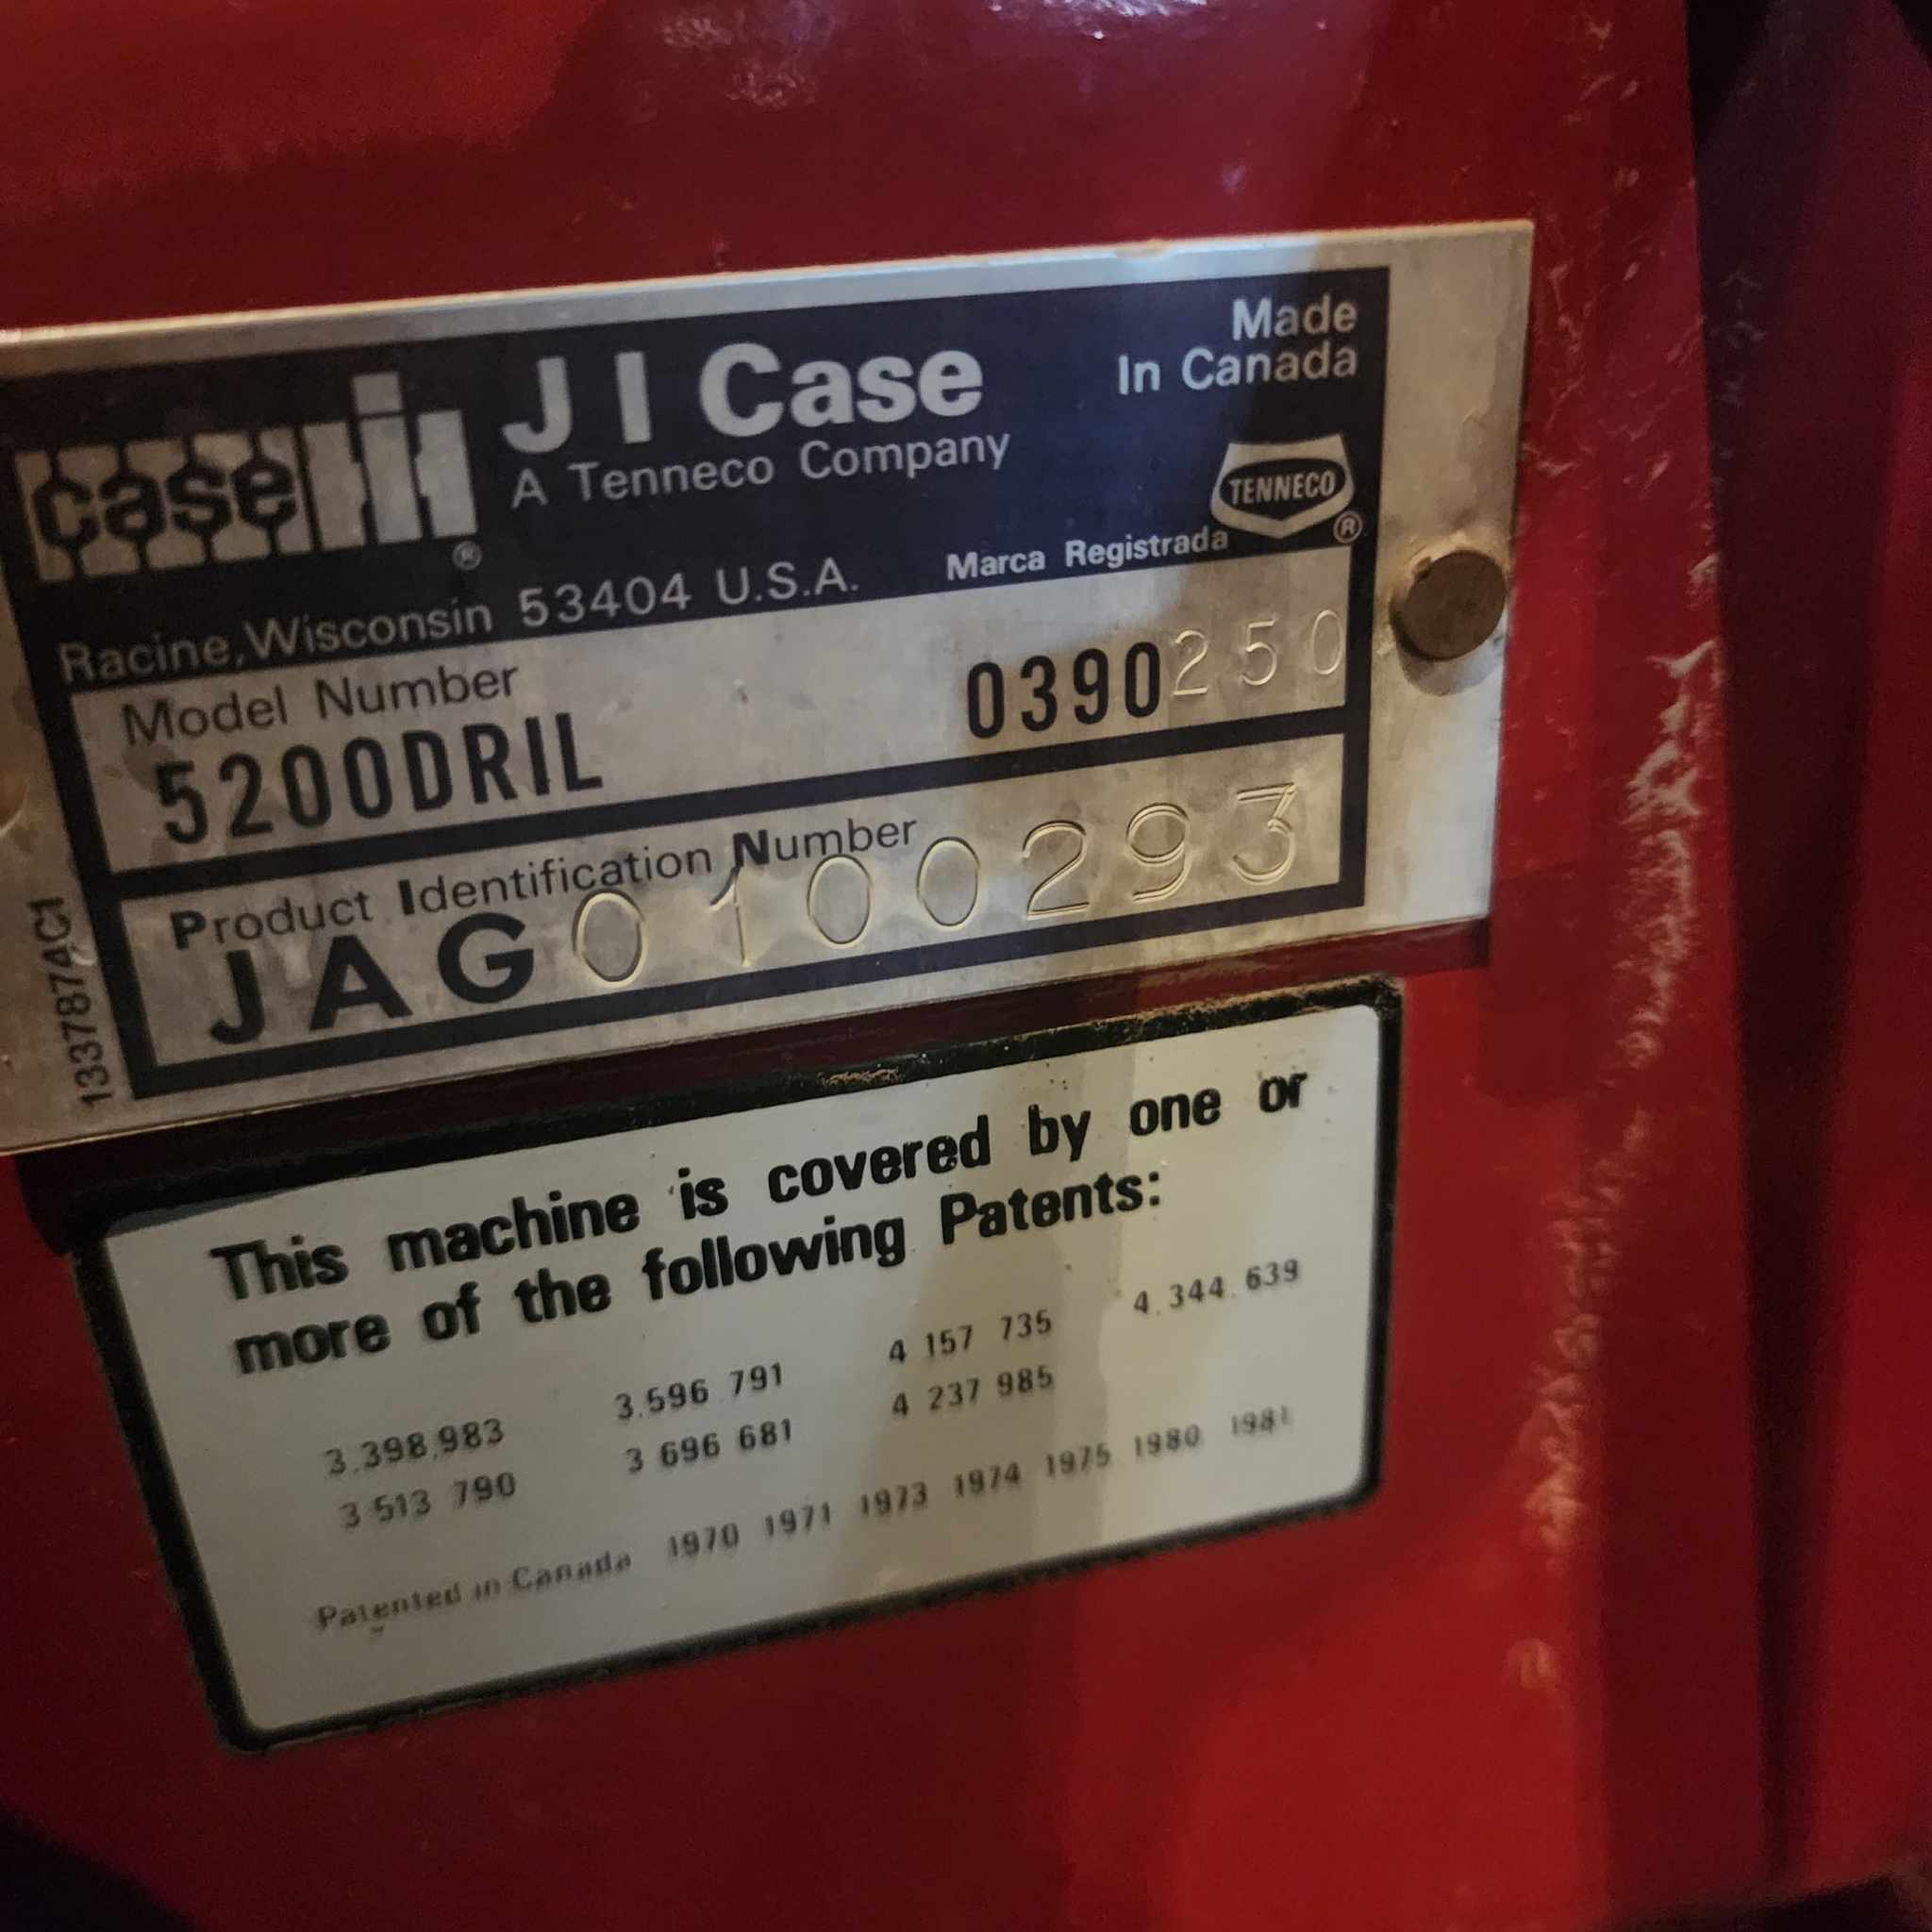 Made
In Canada
case IH ®
J I Case
A Tenneco Company
TENNECO ®
Racine, Wisconsin 53404 U.S.A. Marca Registrada
Model Number
5200DRIL 0390250
Product Identification Number
JAG0100293
1337874C1
This machine is covered by one or
more of the following Patents:
3,398,983 3,596 791 4 157 735 4,344,639
3 513 790 3 696 681 4 237 985
Patented in Canada 1970 1971 1973 1974 1975 1980 1981